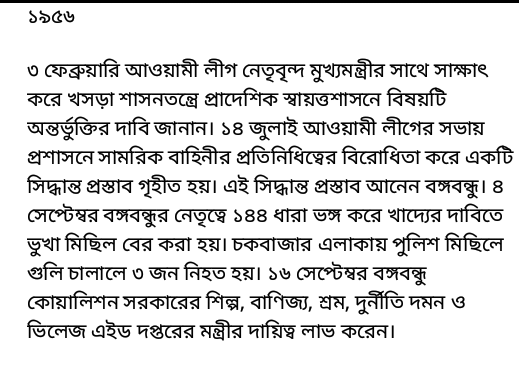 ১৯৫৬
৩ ফেব্রুয়ারি আওয়ামী লীগ নেতৃবৃন্দ মুখ্যমন্ত্রীর সাথে সাক্ষাৎ
করে খসড়া শাসনতন্ত্রে প্রাদেশিক স্বায়ত্তশাসনে বিষয়টি
অন্তর্ভুক্তির দাবি জানান। ১৪ জুলাই আওয়ামী লীগের সভায়
প্রশাসনে সামরিক বাহিনীর প্রতিনিধিত্বের বিরোধিতা করে একটি
সিদ্ধান্ত প্রস্তাব গৃহীত হয়। এই সিদ্ধান্ত প্রস্তাব আনেন বঙ্গবন্ধু। ৪
সেপ্টেম্বর বঙ্গবন্ধুর নেতৃত্বে ১৪৪ ধারা ভঙ্গ করে খাদ্যের দাবিতে
ভুখা মিছিল বের করা হয়। চকবাজার এলাকায় পুলিশ মিছিলে
গুলি চালালে ৩ জন নিহত হয়। ১৬ সেপ্টেম্বর বঙ্গবন্ধু
কোয়ালিশন সরকারের শিল্প, বাণিজ্য, শ্রম, দুর্নীতি দমন ও
ভিলেজ এইড দপ্তরের মন্ত্রীর দায়িত্ব লাভ করেন।